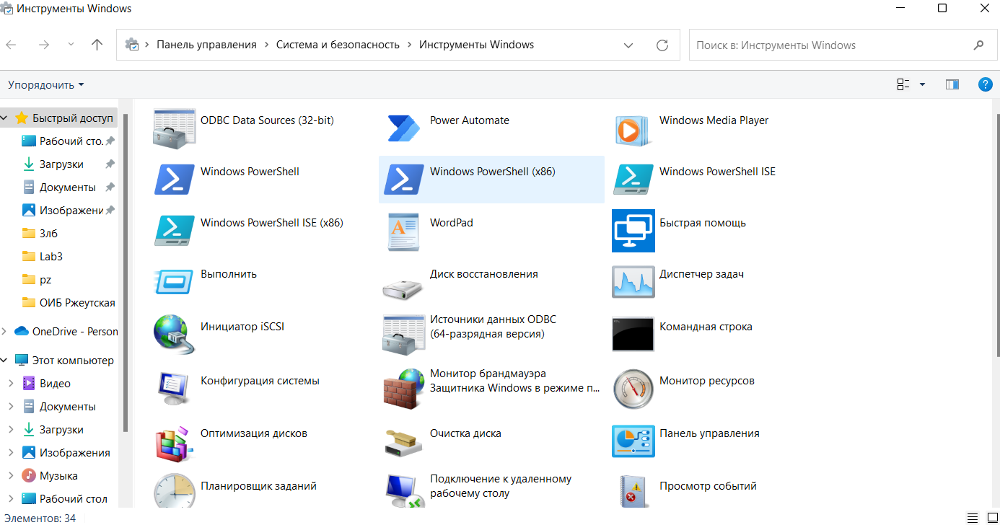 Инструменты Windows
Панель управления › Система и безопасность › Инструменты Windows
Поиск в: Инструменты Windows
Упорядочить
?
Быстрый доступ
Рабочий сто.
Загрузки
Документы
Изображени
3лб
Lab3
pz
ОИБ Ржеутская
OneDrive - Person
Этот компьютер
Видео
Документы
Загрузки
Изображения
Музыка
Рабочий стол
ODBC Data Sources (32-bit)
Power Automate
Windows Media Player
Windows PowerShell
Windows PowerShell (x86)
Windows PowerShell ISE
Windows PowerShell ISE (x86)
WordPad
Быстрая помощь
Выполнить
Диск восстановления
Диспетчер задач
Инициатор iSCSI
Источники данных ODBC
(64-разрядная версия)
Командная строка
Конфигурация системы
Монитор брандмауэра
Защитника Windows в режиме п...
Монитор ресурсов
Оптимизация дисков
Очистка диска
Панель управления
Планировщик заданий
Подключение к удаленному
рабочему столу
Просмотр событий
Элементов: 34